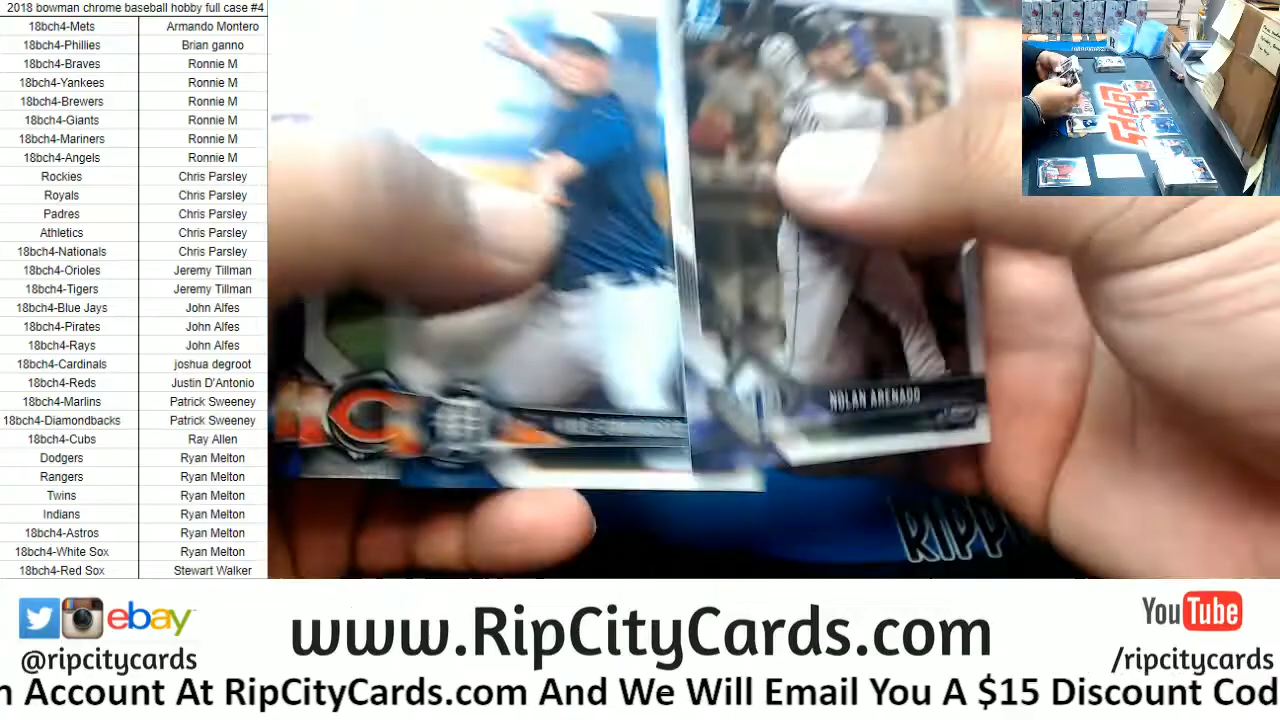 2018 bowman chrome baseball hobby full case #4
18bch4-Mets Armando Montero
18bch4-Phillies Brian ganno
18bch4-Braves Ronnie M
18bch4-Yankees Ronnie M
18bch4-Brewers Ronnie M
18bch4-Giants Ronnie M
18bch4-Mariners Ronnie M
18bch4-Angels Ronnie M
Rockies Chris Parsley
Royals Chris Parsley
Padres Chris Parsley
Athletics Chris Parsley
18bch4-Nationals Chris Parsley
18bch4-Orioles Jeremy Tillman
18bch4-Tigers Jeremy Tillman
18bch4-Blue Jays John Alfes
18bch4-Pirates John Alfes
18bch4-Rays John Alfes
18bch4-Cardinals joshua degroot
18bch4-Reds Justin D'Antonio
18bch4-Marlins Patrick Sweeney
18bch4-Diamondbacks Patrick Sweeney
18bch4-Cubs Ray Allen
Dodgers Ryan Melton
Rangers Ryan Melton
Twins Ryan Melton
Indians Ryan Melton
18bch4-Astros Ryan Melton
18bch4-White Sox Ryan Melton
18bch4-Red Sox Stewart Walker
NOLAN ARENADO
C
RIPP
Topps
ebay
@ripcitycards
www.RipCityCards.com
YouTube
/ripcitycards
n Account At RipCityCards.com And We Will Email You A $15 Discount Cod